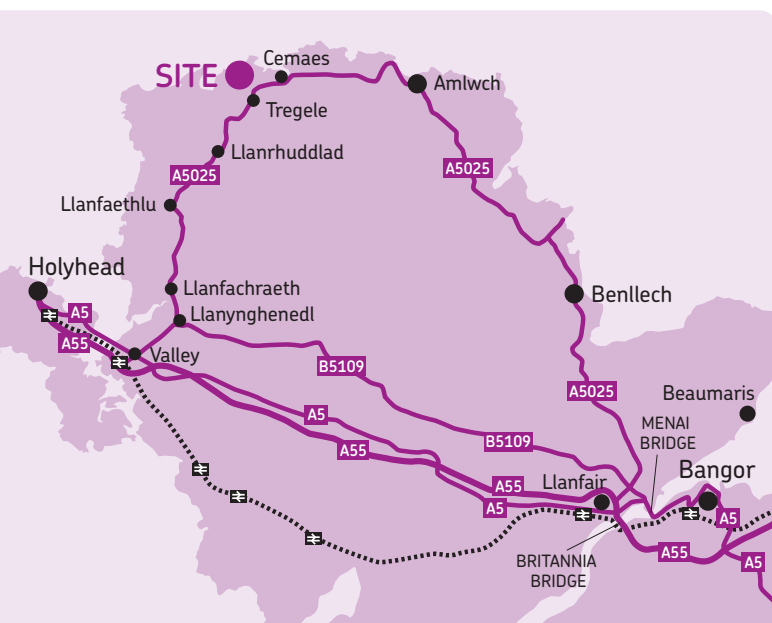 SITE
Cemaes
Amlwch
Tregele
Llanrhuddlad
A5025
A5025
Llanfaethlu
Holyhead
Llanfachraeth
Benllech
A5
Llanynghenedl
A55
Valley
B5109
A5025
Beaumaris
A5
MENAI
BRIDGE
B5109
A55
Bangor
Llanfair
A55
A5
A5
BRITANNIA
BRIDGE
A55
A5